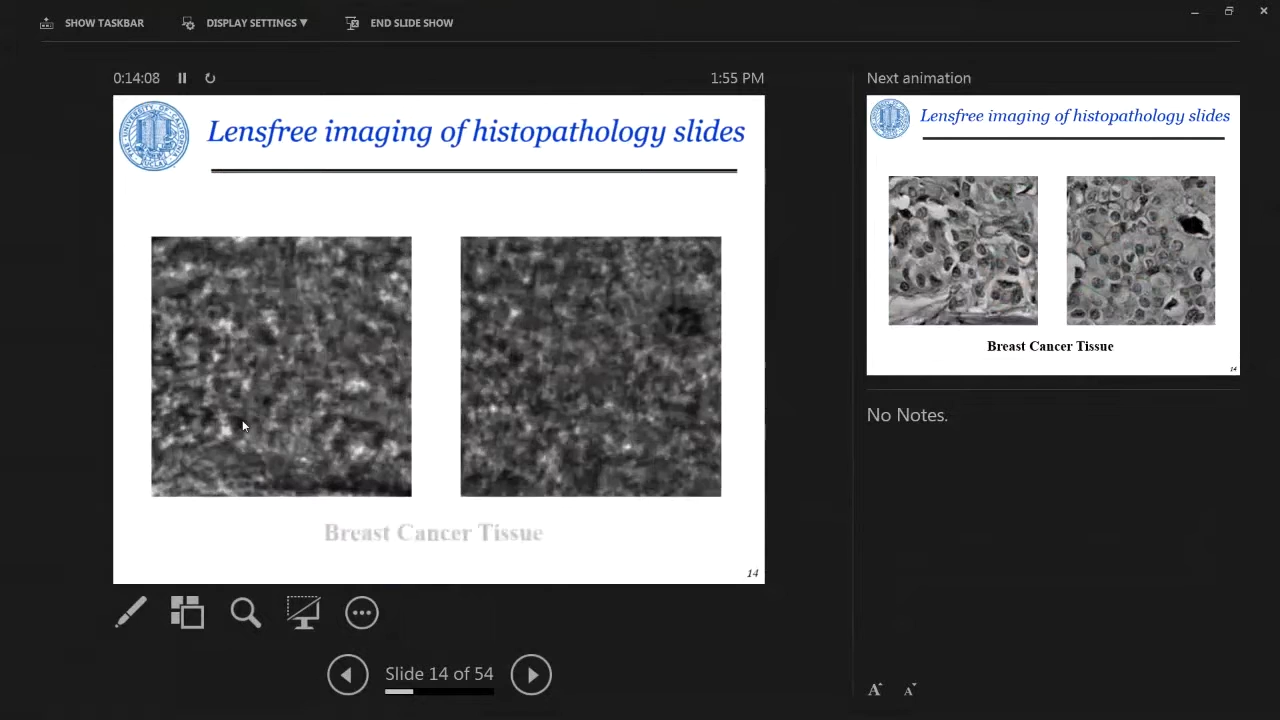 SHOW TASKBAR
DISPLAY SETTINGS ▼
END SLIDE SHOW
0:14:08
1:55 PM
Lensfree imaging of histopathology slides
Breast Cancer Tissue
14
Slide 14 of 54
Next animation
Lensfree imaging of histopathology slides
Breast Cancer Tissue
14
No Notes.
A
A